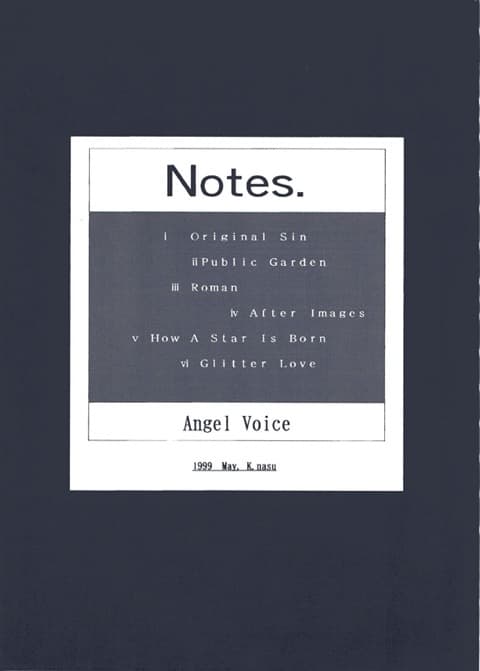 Notes.
ⅰ Original Sin
ⅱPublic Garden
ⅲ Roman
ⅳ After Images
ⅴ How A Star Is Born
ⅵ Glitter Love
Angel Voice
1999 May. K.nasu